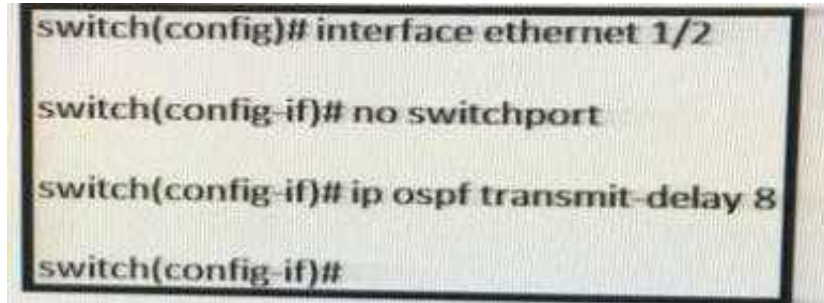 switch(config)# interface ethernet 1/2
switch(config-if)# no switchport
switch(config-if)# ip ospf transmit-delay 8
switch(config-if)#